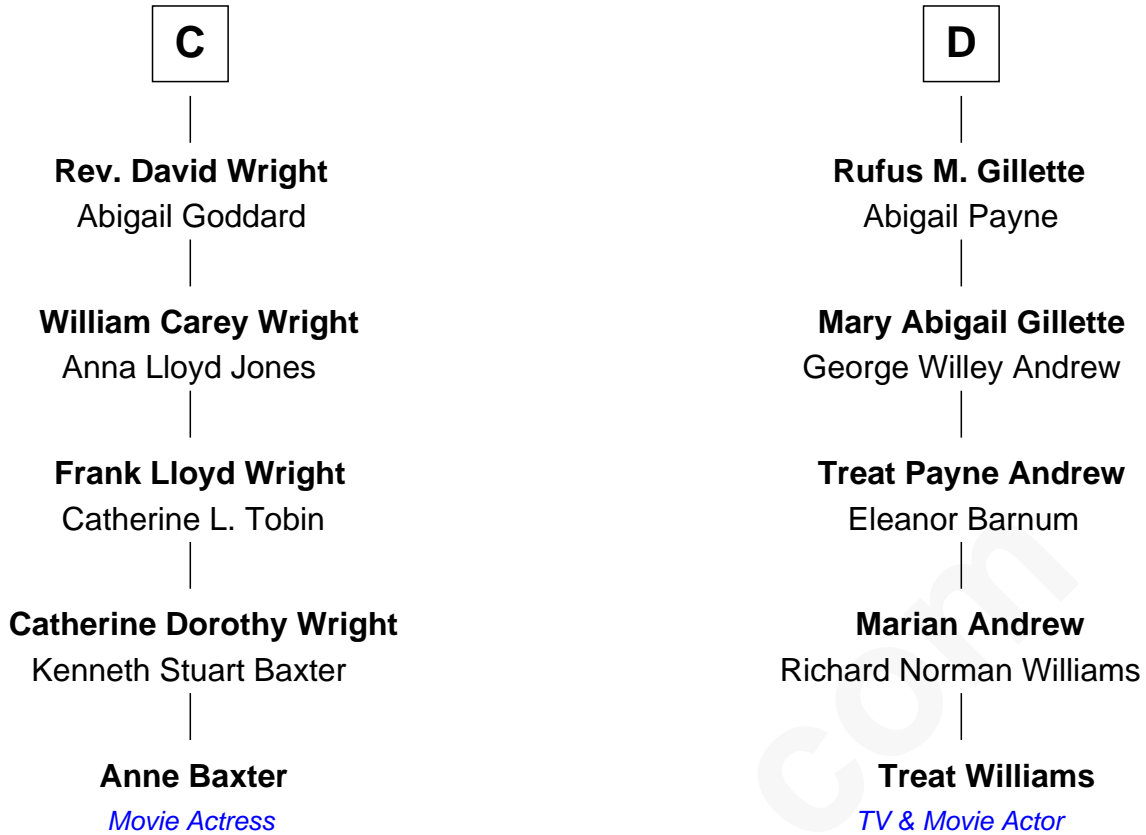 C
Rev. David Wright
Abigail Goddard
William Carey Wright
Anna Lloyd Jones
Frank Lloyd Wright
Catherine L. Tobin
Catherine Dorothy Wright
Kenneth Stuart Baxter
Anne Baxter
Movie Actress
D
Rufus M. Gillette
Abigail Payne
Mary Abigail Gillette
George Willey Andrew
Treat Payne Andrew
Eleanor Barnum
Marian Andrew
Richard Norman Williams
Treat Williams
TV & Movie Actor
com